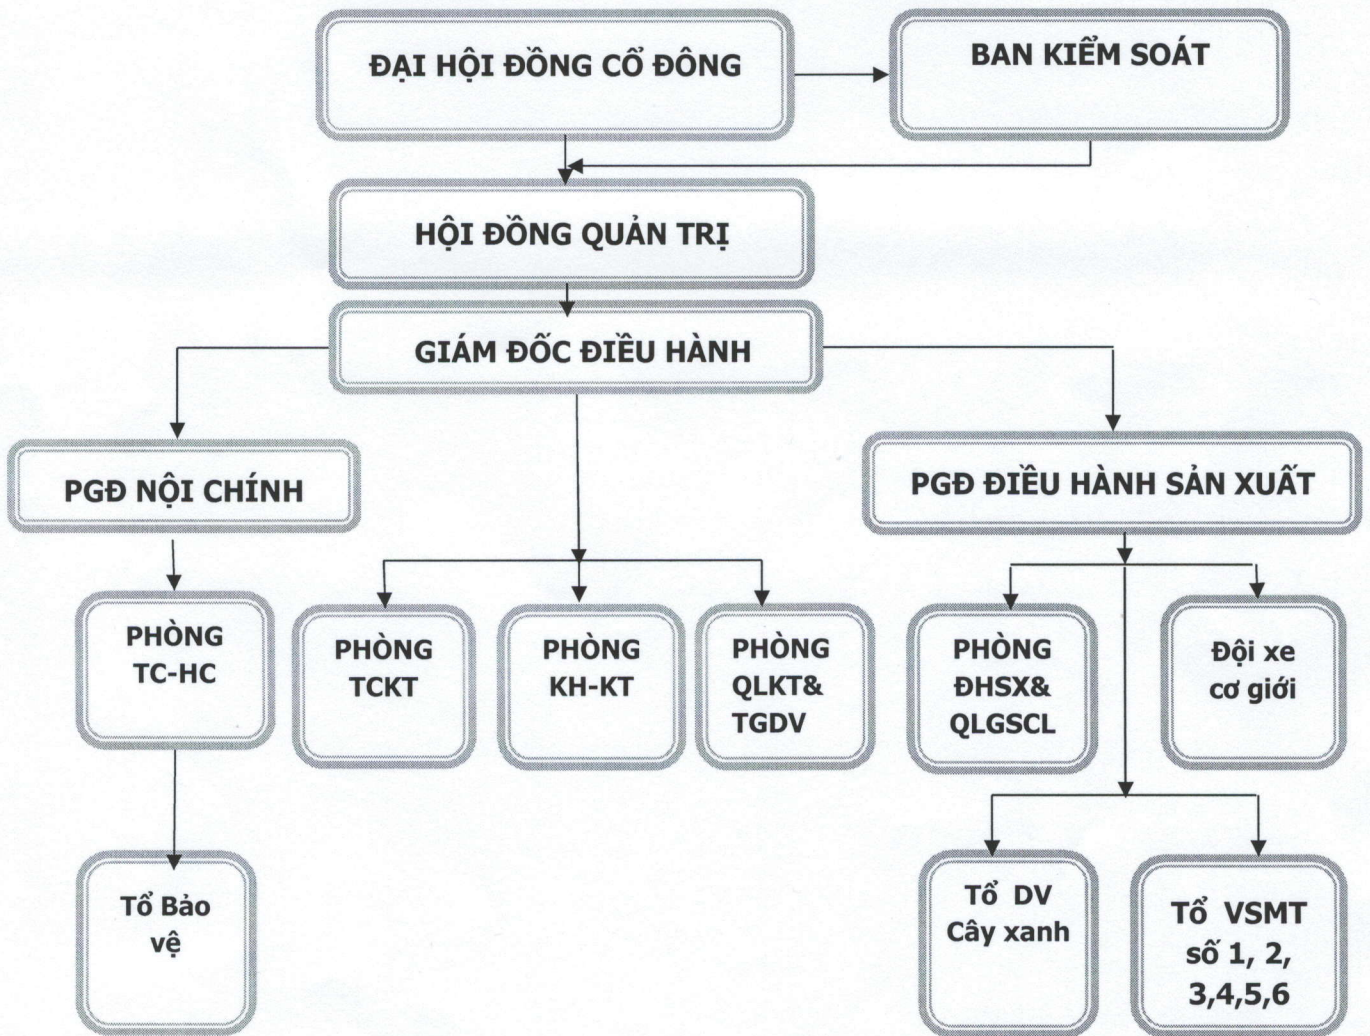 ĐẠI HỘI ĐỒNG CỔ ĐÔNG
BAN KIỂM SOÁT
HỘI ĐỒNG QUẢN TRỊ
GIÁM ĐỐC ĐIỀU HÀNH
PGĐ NỘI CHÍNH
PGĐ ĐIỀU HÀNH SẢN XUẤT
PHÒNG
TC-HC
PHÒNG
TCKT
PHÒNG
KH-KT
PHÒNG
QLKT&
TGDV
PHÒNG
ĐHSX&
QLGSCL
Đội xe
cơ giới
Tổ Bảo
vệ
Tổ DV
Cây xanh
Tổ VSMT
số 1, 2,
3,4,5,6